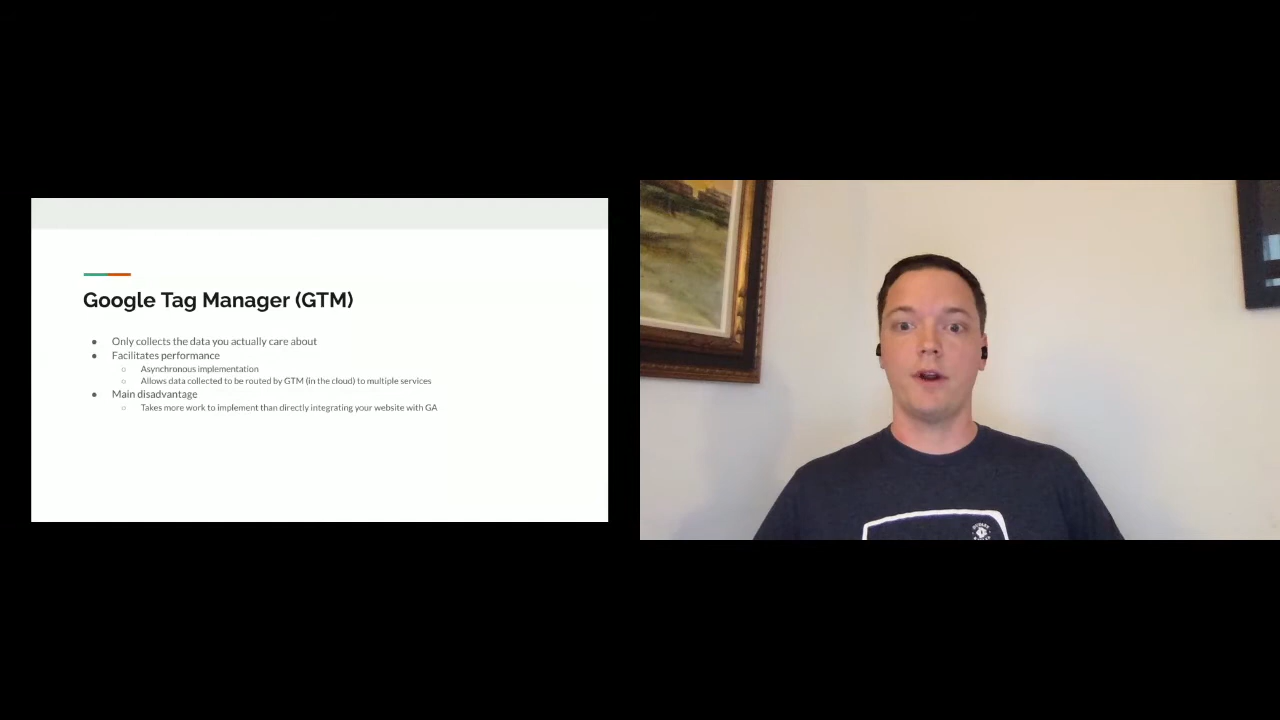 Google Tag Manager (GTM)
● Only collects the data you actually care about
● Facilitates performance
○ Asynchronous implementation
○ Allows data collected to be routed by GTM (in the cloud) to multiple services
● Main disadvantage
○ Takes more work to implement than directly integrating your website with GA